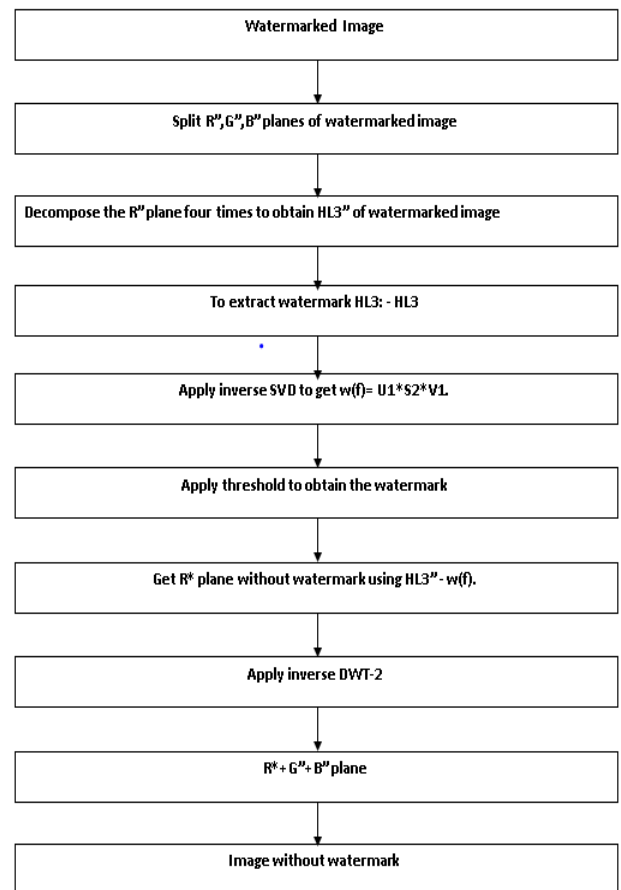 Watermarked Image
Split R”,G”,B” planes of watermarked image
Decompose the R” plane four times to obtain HL3” of watermarked image
To extract watermark HL3: - HL3
Apply inverse SVD to get w(f)= U1*S2*V1.
Apply threshold to obtain the watermark
Get R* plane without watermark using HL3” - w(f).
Apply inverse DWT-2
R* + G”+ B” plane
Image without watermark